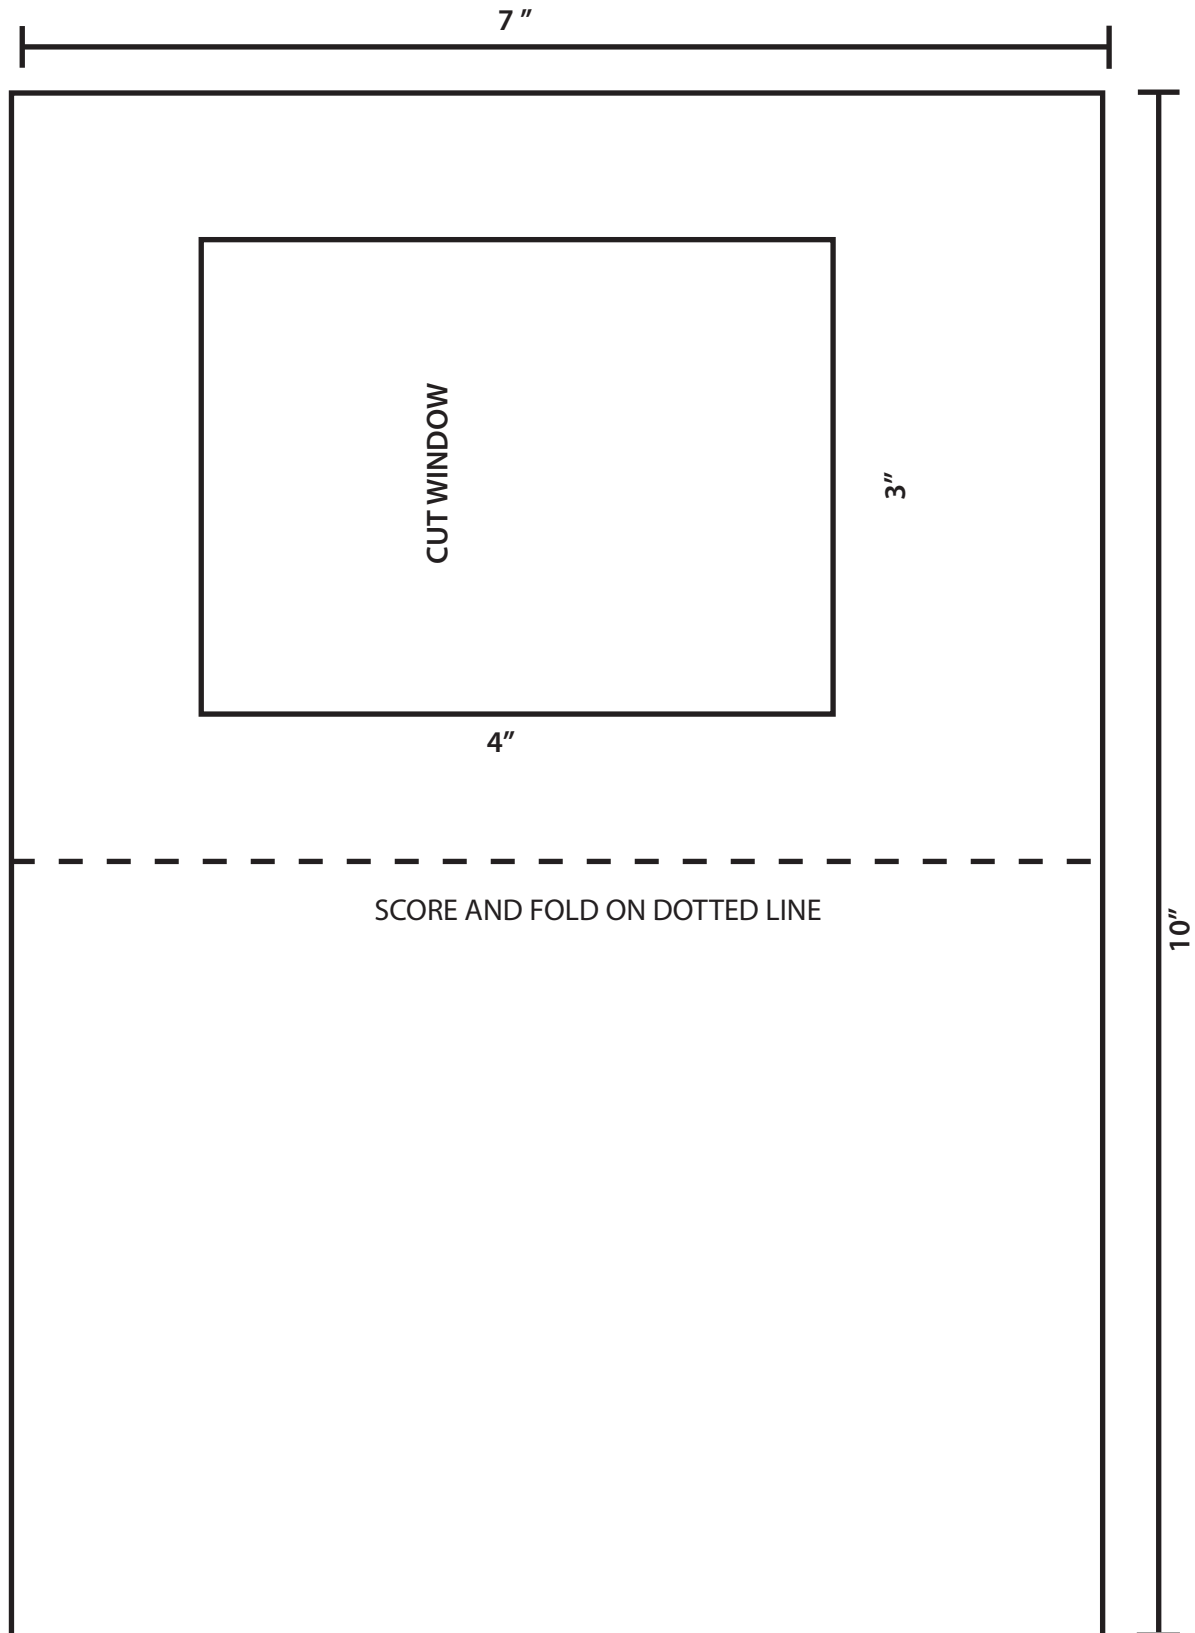 7 ″
CUT WINDOW
3″
4″
SCORE AND FOLD ON DOTTED LINE
10″